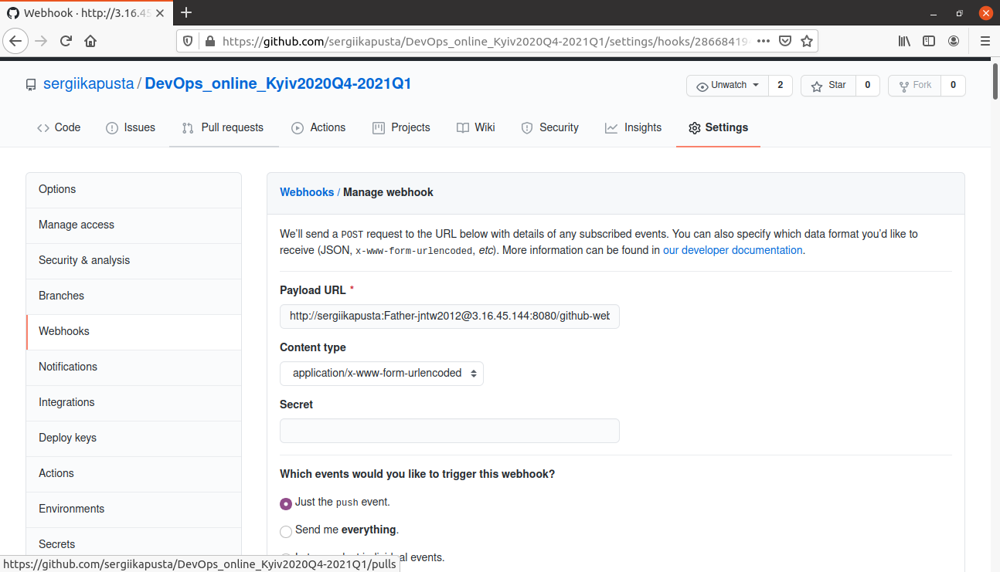 Webhook · http://3.16.45
https://github.com/sergiikapusta/DevOps_online_Kyiv2020Q4-2021Q1/settings/hooks/28668419
sergiikapusta / DevOps_online_Kyiv2020Q4-2021Q1
Unwatch 2 Star 0 Fork 0
Code Issues Pull requests Actions Projects Wiki Security Insights Settings
Options
Manage access
Security & analysis
Branches
Webhooks
Notifications
Integrations
Deploy keys
Actions
Environments
Secrets
Webhooks / Manage webhook
We'll send a POST request to the URL below with details of any subscribed events. You can also specify which data format you'd like to
receive (JSON, x-www-form-urlencoded, etc). More information can be found in our developer documentation.
Payload URL *
http://sergiikapusta:Father-jntw2012@3.16.45.144:8080/github-web
Content type
application/x-www-form-urlencoded
Secret
Which events would you like to trigger this webhook?
Just the push event.
Send me everything.
events.
https://github.com/sergiikapusta/DevOps_online_Kyiv2020Q4-2021Q1/pulls